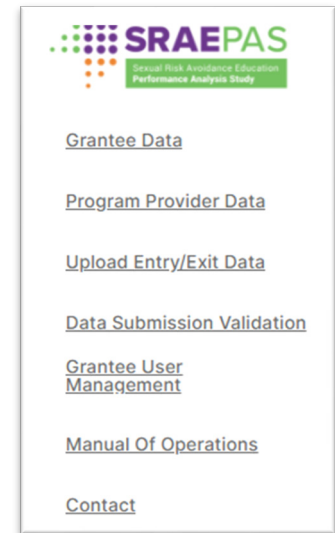 SRAEPAS
Sexual Risk Avoidance Education
Performance Analysis Study
Grantee Data
Program Provider Data
Upload Entry/Exit Data
Data Submission Validation
Grantee User
Management
Manual Of Operations
Contact